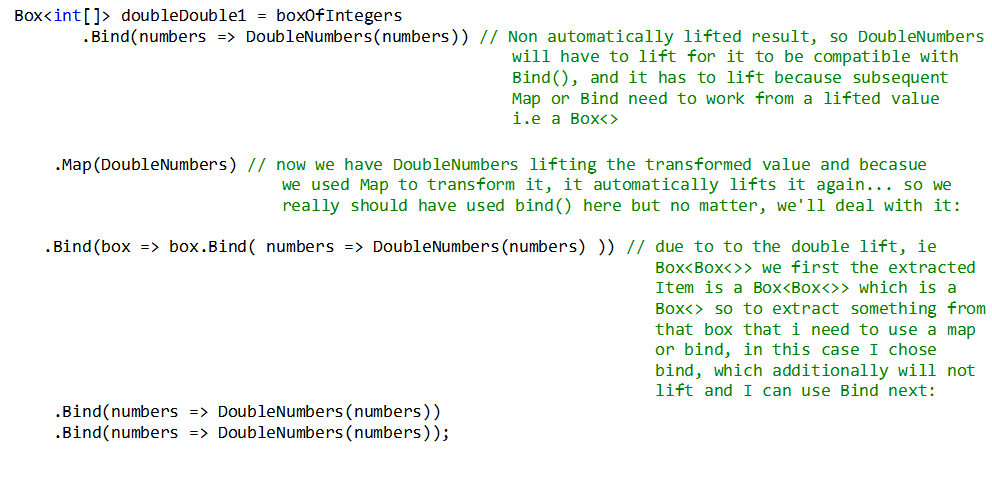 Box<int[]> doubleDouble1 = boxOfIntegers
.Bind(numbers => DoubleNumbers(numbers)) // Non automatically lifted result, so DoubleNumbers
will have to lift for it to be compatible with
Bind(), and it has to lift because subsequent
Map or Bind need to work from a lifted value
i.e a Box<>
.Map(DoubleNumbers) // now we have DoubleNumbers lifting the transformed value and becasue
we used Map to transform it, it automatically lifts it again... so we
really should have used bind() here but no matter, we'll deal with it:
.Bind(box => box.Bind( numbers => DoubleNumbers(numbers) )) // due to to the double lift, ie
Box<Box<>> we first the extracted
Item is a Box<Box<>> which is a
Box<> so to extract something from
that box that i need to use a map
or bind, in this case I chose
bind, which additionally will not
lift and I can use Bind next:
.Bind(numbers => DoubleNumbers(numbers))
.Bind(numbers => DoubleNumbers(numbers));